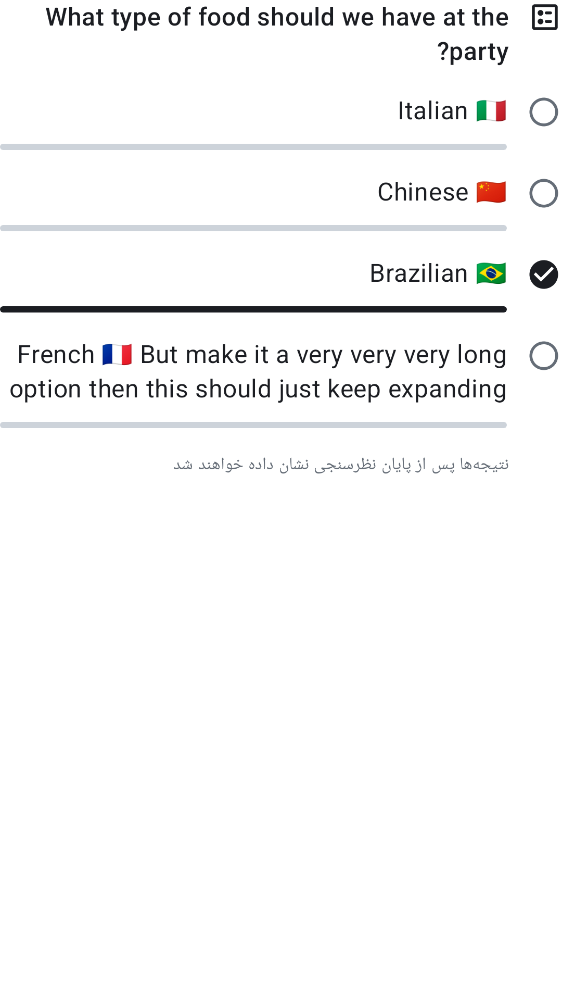 What type of food should we have at the
?party
Italian 🇮🇹
Chinese 🇨🇳
Brazilian 🇧🇷
French 🇫🇷 But make it a very very very long
option then this should just keep expanding
نتیجه‌ها پس از پایان نظرسنجی نشان داده خواهند شد